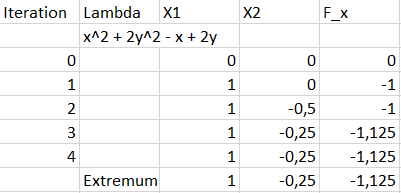 Iteration Lambda X1 X2 F_x
x^2 + 2y^2 - x + 2y
0 0 0 0
1 1 0 -1
2 1 -0,5 -1
3 1 -0,25 -1,125
4 1 -0,25 -1,125
Extremum 1 -0,25 -1,125